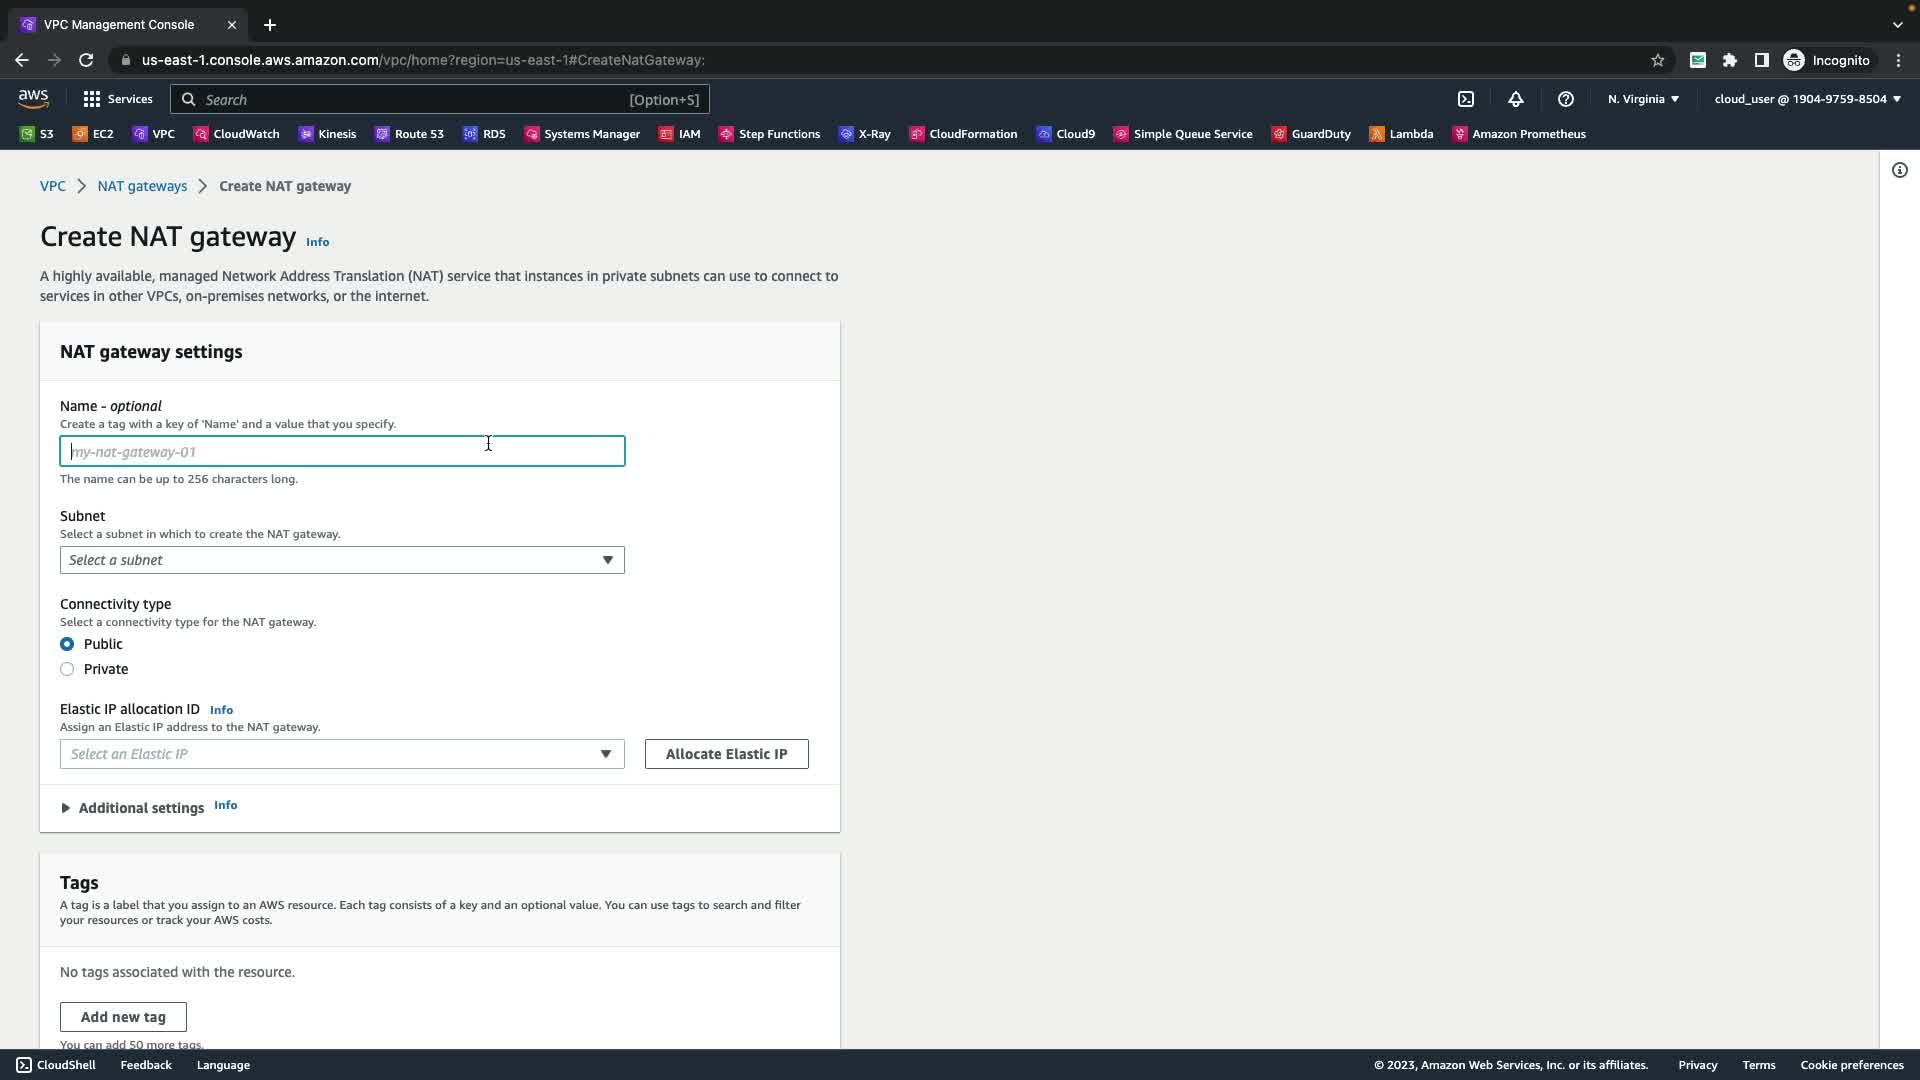 VPC Management Console
us-east-1.console.aws.amazon.com/vpc/home?region=us-east-1#CreateNatGateway:
Incognito
aws
Services
Search
[Option+S]
N. Virginia
cloud_user @ 1904-9759-8504
S3
EC2
VPC
CloudWatch
Kinesis
Route 53
RDS
Systems Manager
IAM
Step Functions
X-Ray
CloudFormation
Cloud9
Simple Queue Service
GuardDuty
Lambda
Amazon Prometheus
VPC
NAT gateways
Create NAT gateway
Create NAT gateway Info
A highly available, managed Network Address Translation (NAT) service that instances in private subnets can use to connect to
services in other VPCs, on-premises networks, or the internet.
NAT gateway settings
Name - optional
Create a tag with a key of 'Name' and a value that you specify.
my-nat-gateway-01
The name can be up to 256 characters long.
Subnet
Select a subnet in which to create the NAT gateway.
Select a subnet
Connectivity type
Select a connectivity type for the NAT gateway.
Public
Private
Elastic IP allocation ID Info
Assign an Elastic IP address to the NAT gateway.
Select an Elastic IP
Allocate Elastic IP
Additional settings Info
Tags
A tag is a label that you assign to an AWS resource. Each tag consists of a key and an optional value. You can use tags to search and filter
your resources or track your AWS costs.
No tags associated with the resource.
Add new tag
You can add 50 more tags.
CloudShell
Feedback
Language
© 2023, Amazon Web Services, Inc. or its affiliates.
Privacy
Terms
Cookie preferences